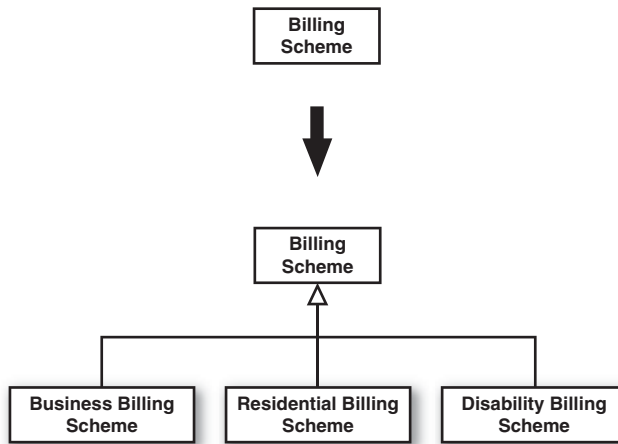 Billing
Scheme
Billing
Scheme
Business Billing
Scheme
Residential Billing
Scheme
Disability Billing
Scheme